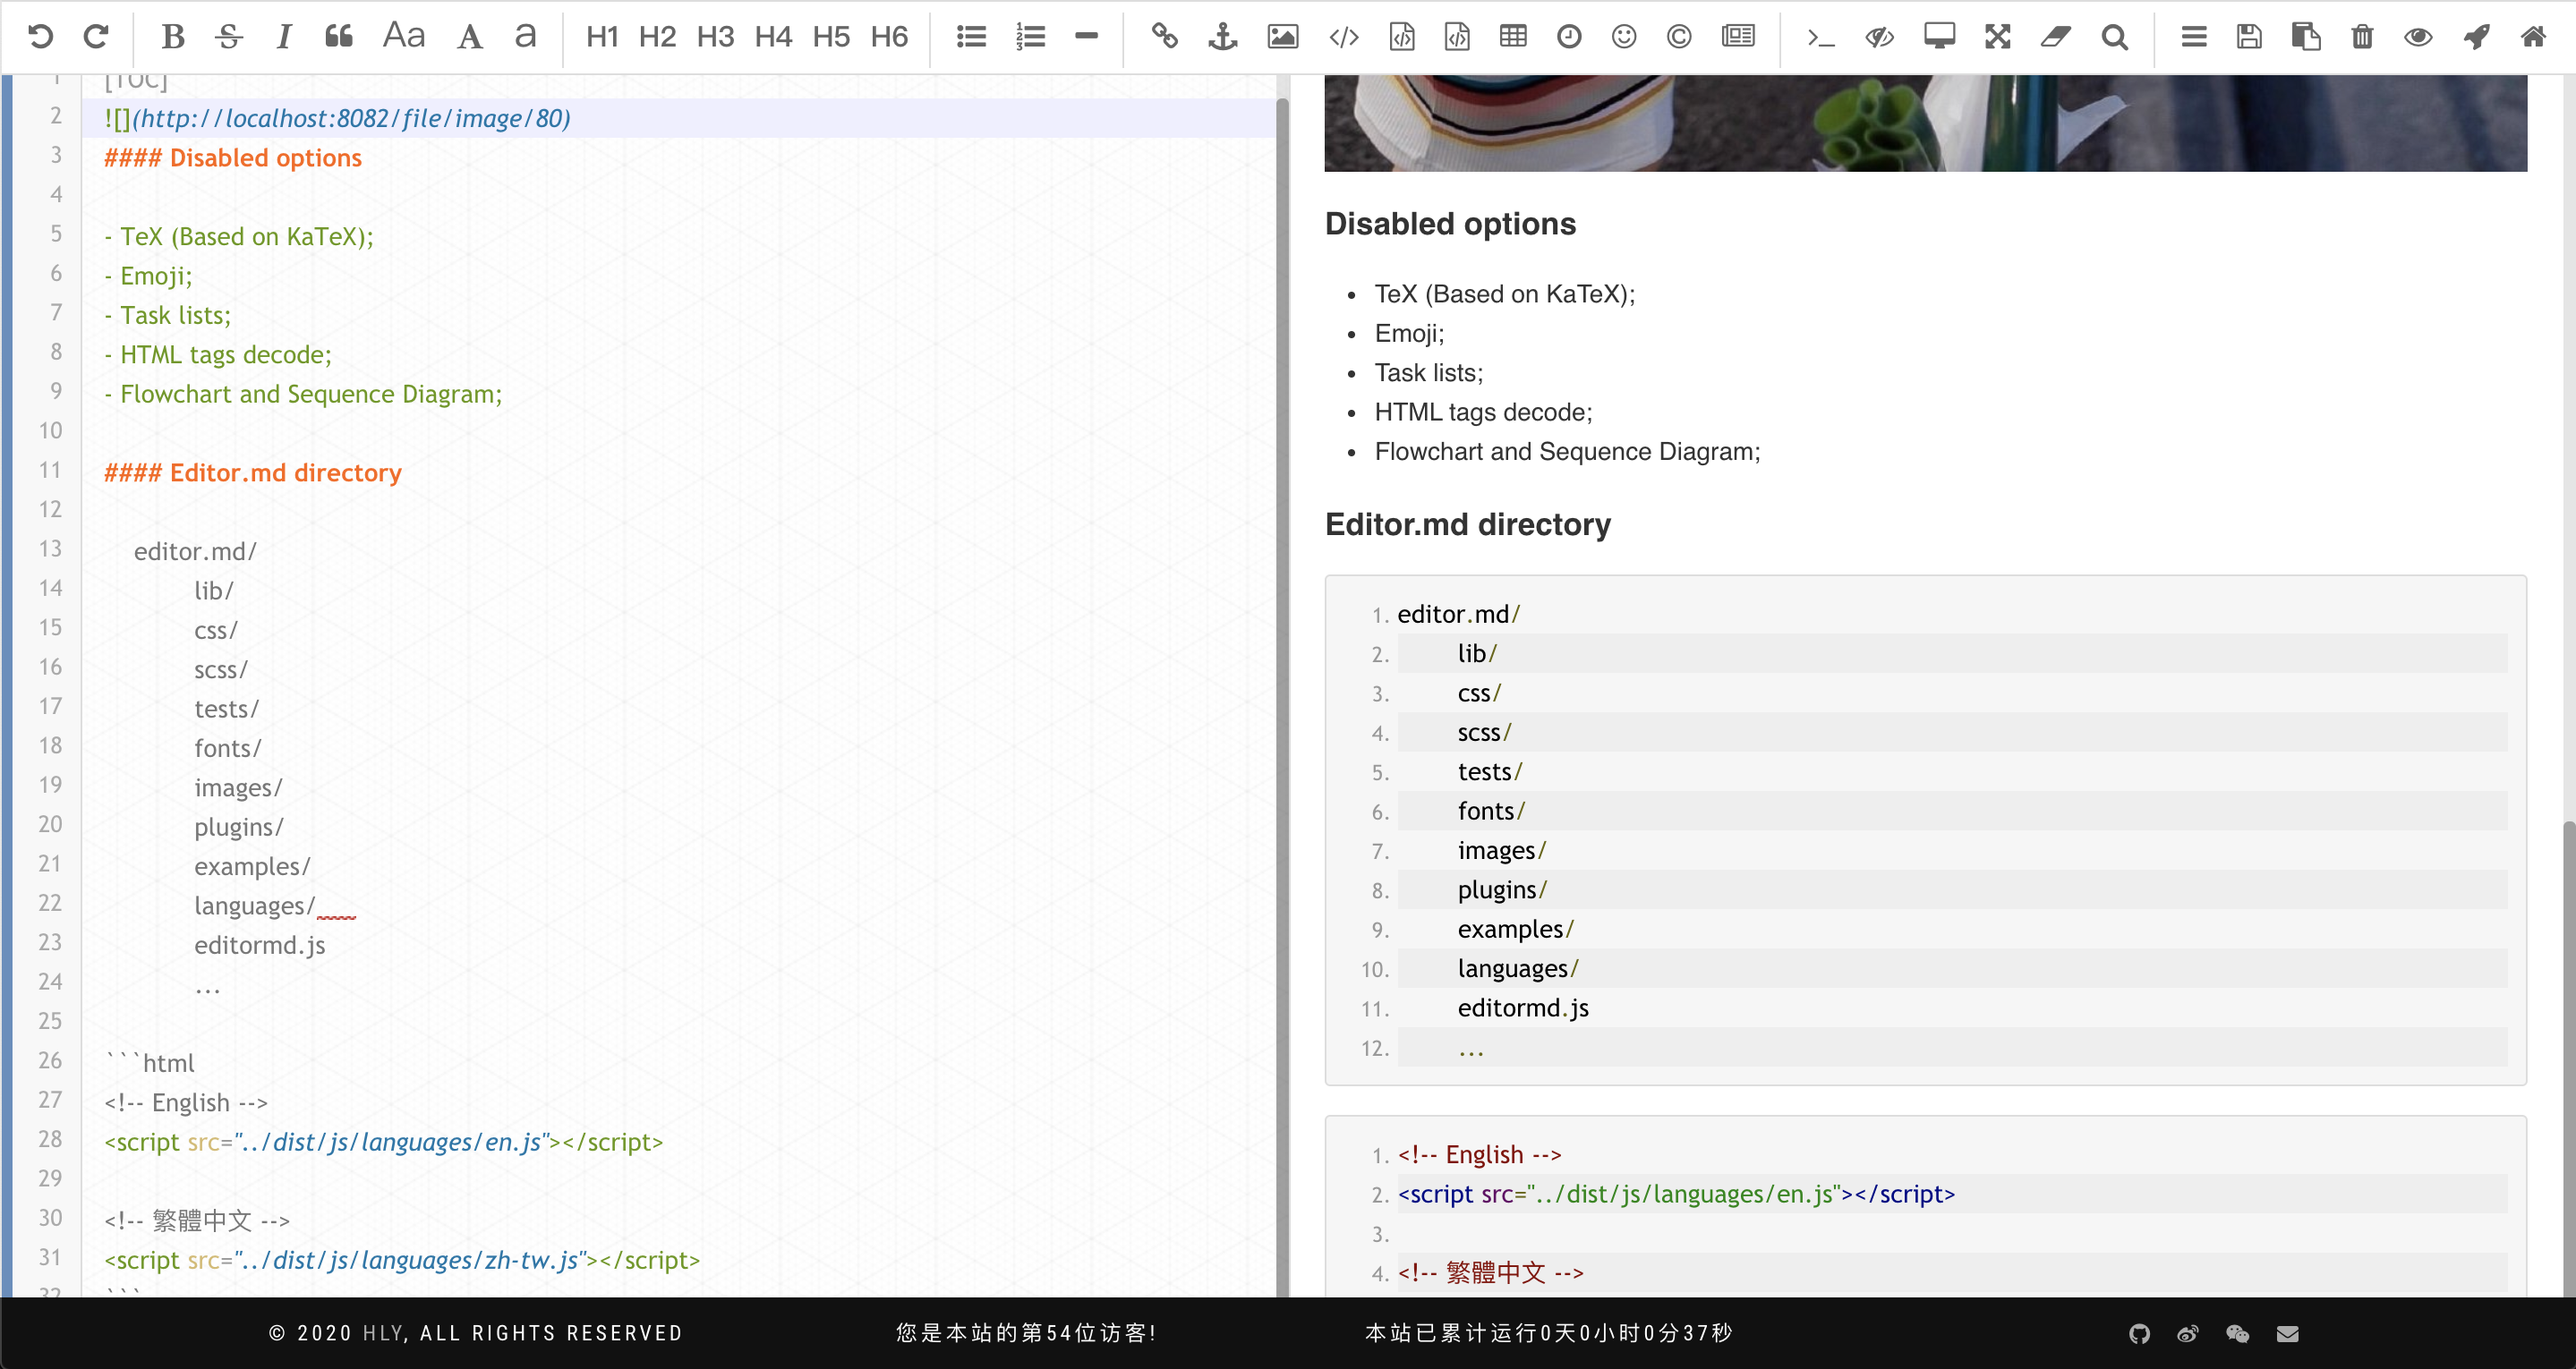 B S I Aa A a H1 H2 H3 H4 H5 H6
1 [TOC]
2 ![](http://localhost:8082/file/image/80)
3 #### Disabled options
4
5 - TeX (Based on KaTeX);
6 - Emoji;
7 - Task lists;
8 - HTML tags decode;
9 - Flowchart and Sequence Diagram;
10
11 #### Editor.md directory
12
13 editor.md/
14 lib/
15 css/
16 scss/
17 tests/
18 fonts/
19 images/
20 plugins/
21 examples/
22 languages/
23 editormd.js
24 ...
25
26 ```html
27 <!-- English -->
28 <script src="../dist/js/languages/en.js"></script>
29
30 <!-- 繁體中文 -->
31 <script src="../dist/js/languages/zh-tw.js"></script>
32 ```
Disabled options
• TeX (Based on KaTeX);
• Emoji;
• Task lists;
• HTML tags decode;
• Flowchart and Sequence Diagram;
Editor.md directory
1. editor.md/
2. lib/
3. css/
4. scss/
5. tests/
6. fonts/
7. images/
8. plugins/
9. examples/
10. languages/
11. editormd.js
12. ...
1. <!-- English -->
2. <script src="../dist/js/languages/en.js"></script>
3.
4. <!-- 繁體中文 -->
© 2020 HLY, ALL RIGHTS RESERVED
您是本站的第54位访客!
本站已累计运行0天0小时0分37秒